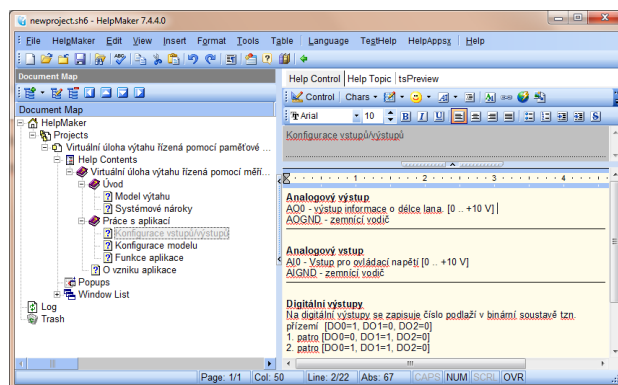 newproject.sh6 - HelpMaker 7.4.4.0
File HelpMaker Edit View Insert Format Tools Table Language TestHelp HelpAppsz Help
Document Map
Document Map
HelpMaker
Projects
Virtuální úloha výtahu řízená pomocí paměťové ...
Help Contents
Virtuální úloha výtahu řízená pomocí měří...
Úvod
Model výtahu
Systémové nároky
Práce s aplikací
Konfigurace vstupů/výstupů
Konfigurace modelu
Funkce aplikace
O vzniku aplikace
Popups
Window List
Log
Trash
Help Control Help Topic tsPreview
Control Chars
Arial 10 B I U S
Konfigurace vstupů/výstupů
1 2 3 4
Analogový výstup
AO0 - výstup informace o délce lana. [0 .. +10 V]
AOGND - zemnící vodič
Analogový vstup
AI0 - Vstup pro ovládací napětí [0 .. +10 V]
AIGND - zemnící vodič
Digitální výstupy
Na digitální výstupy se zapisuje číslo podlaží v binární soustavě tzn.
přízemí [DO0=1, DO1=0, DO2=0]
1. patro [DO0=0, DO1=1, DO2=0]
2. patro [DO0=1, DO1=1, DO2=0]
Page: 1/1 Col: 50 Line: 2/22 Abs: 67 CAPS NUM SCRL OVR